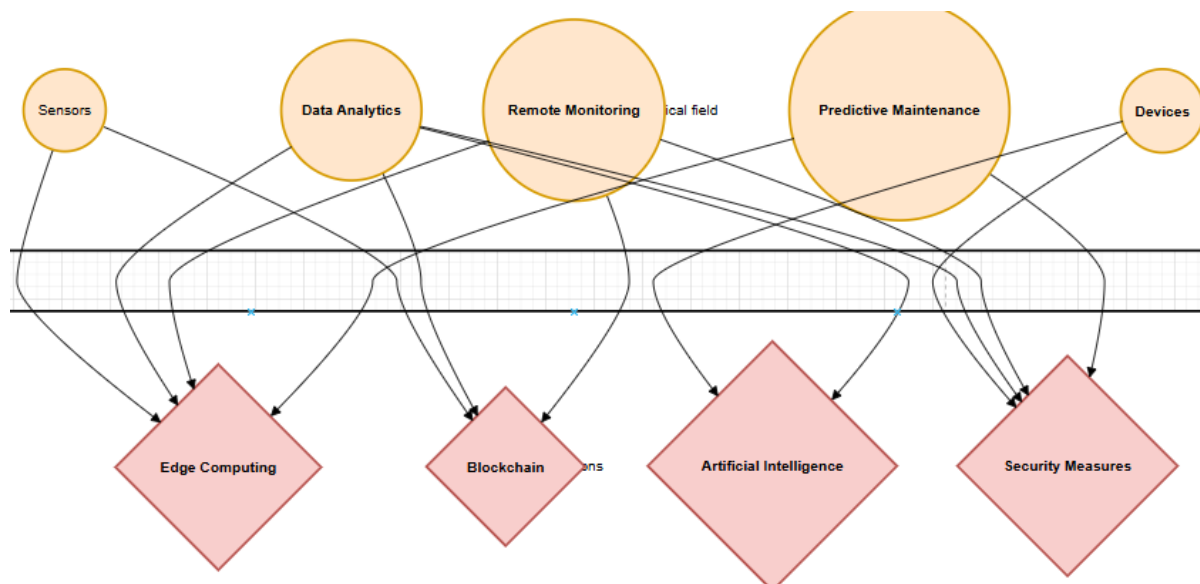 Sensors
Data Analytics
Remote Monitoring
ical field
Predictive Maintenance
Devices
Edge Computing
Blockchain
ons
Artificial Intelligence
Security Measures